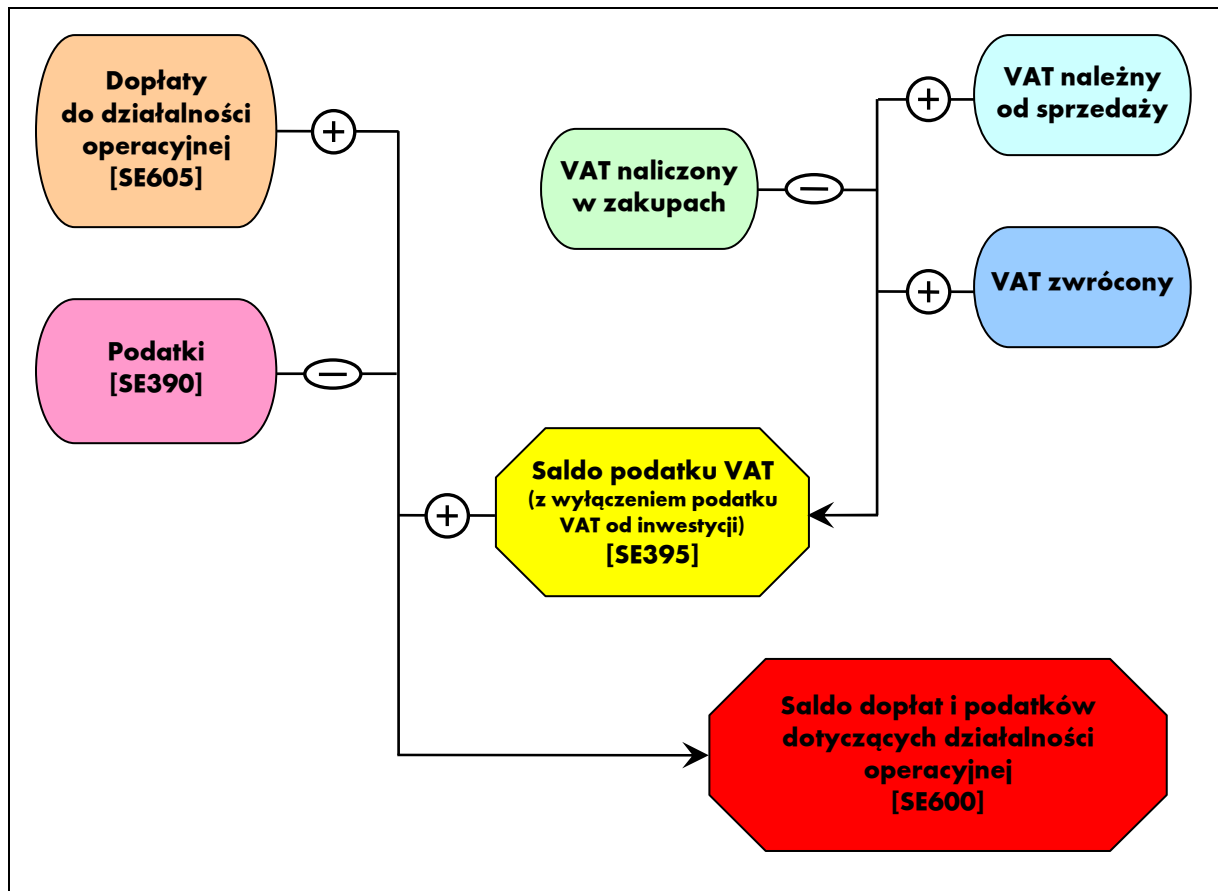 Dopłaty
do działalności
operacyjnej
[SE605]
+
VAT naliczony
w zakupach
−
+
VAT należny
od sprzedaży
+
VAT zwrócony
Podatki
[SE390]
−
+
Saldo podatku VAT
(z wyłączeniem podatku
VAT od inwestycji)
[SE395]
Saldo dopłat i podatków
dotyczących działalności
operacyjnej
[SE600]